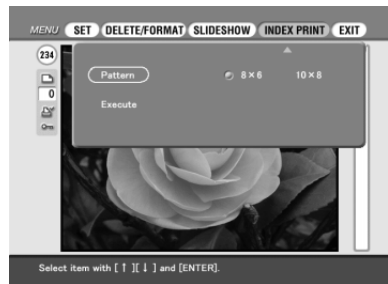 MENU SET DELETE/FORMAT SLIDESHOW INDEX PRINT EXIT
234
Pattern 8×6 10×8
0
Execute
Select item with [ ↑ ][ ↓ ] and [ENTER].